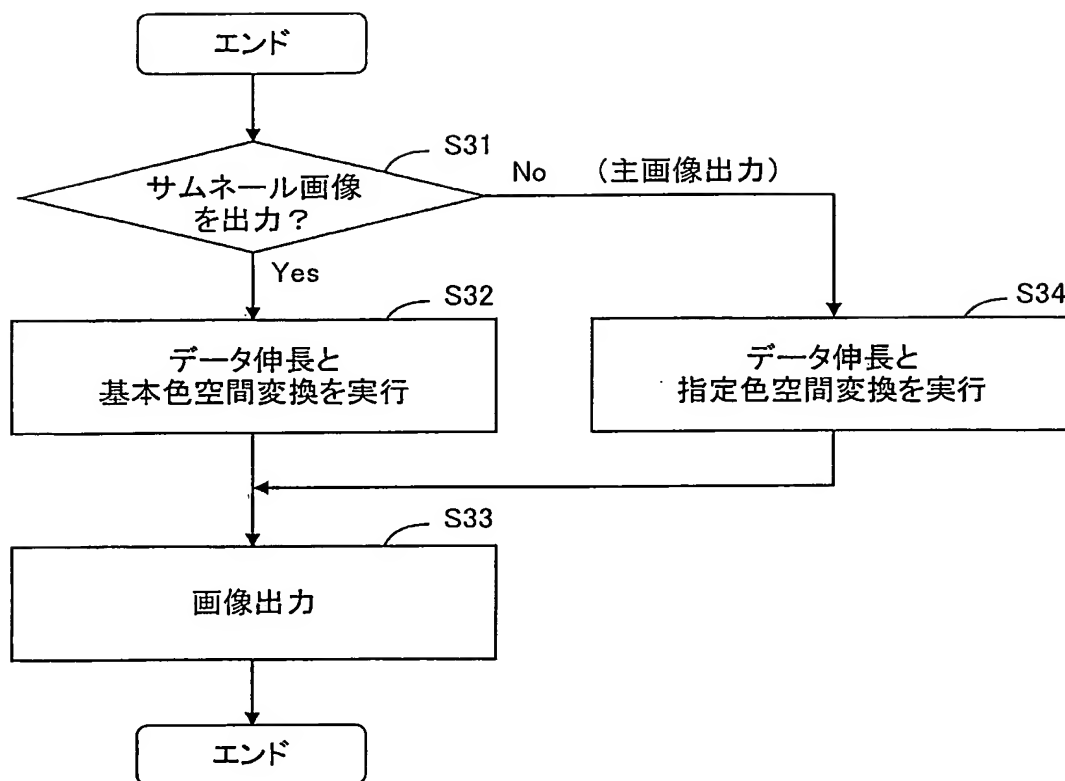 エンド
S31
サムネール画像
を出力？
No （主画像出力）
Yes
S32
データ伸長と
基本色空間変換を実行
S34
データ伸長と
指定色空間変換を実行
S33
画像出力
エンド